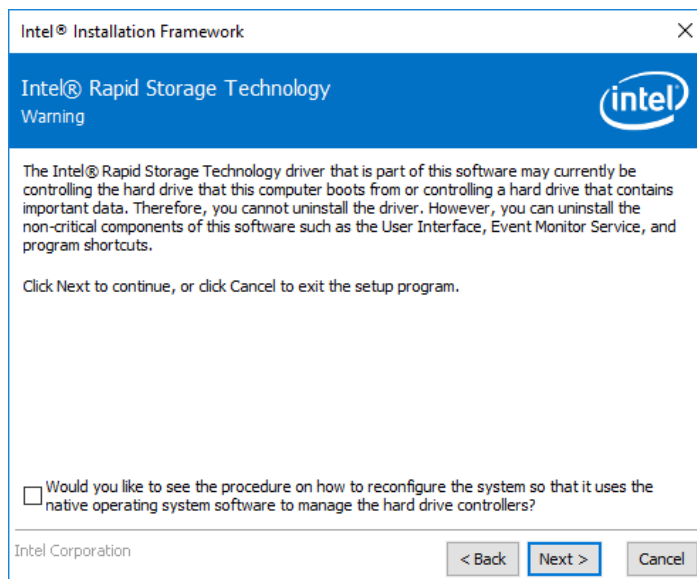 Intel® Installation Framework
Intel® Rapid Storage Technology
Warning
intel
The Intel® Rapid Storage Technology driver that is part of this software may currently be
controlling the hard drive that this computer boots from or controlling a hard drive that contains
important data. Therefore, you cannot uninstall the driver. However, you can uninstall the
non-critical components of this software such as the User Interface, Event Monitor Service, and
program shortcuts.
Click Next to continue, or click Cancel to exit the setup program.
Would you like to see the procedure on how to reconfigure the system so that it uses the
native operating system software to manage the hard drive controllers?
Intel Corporation
< Back Next > Cancel